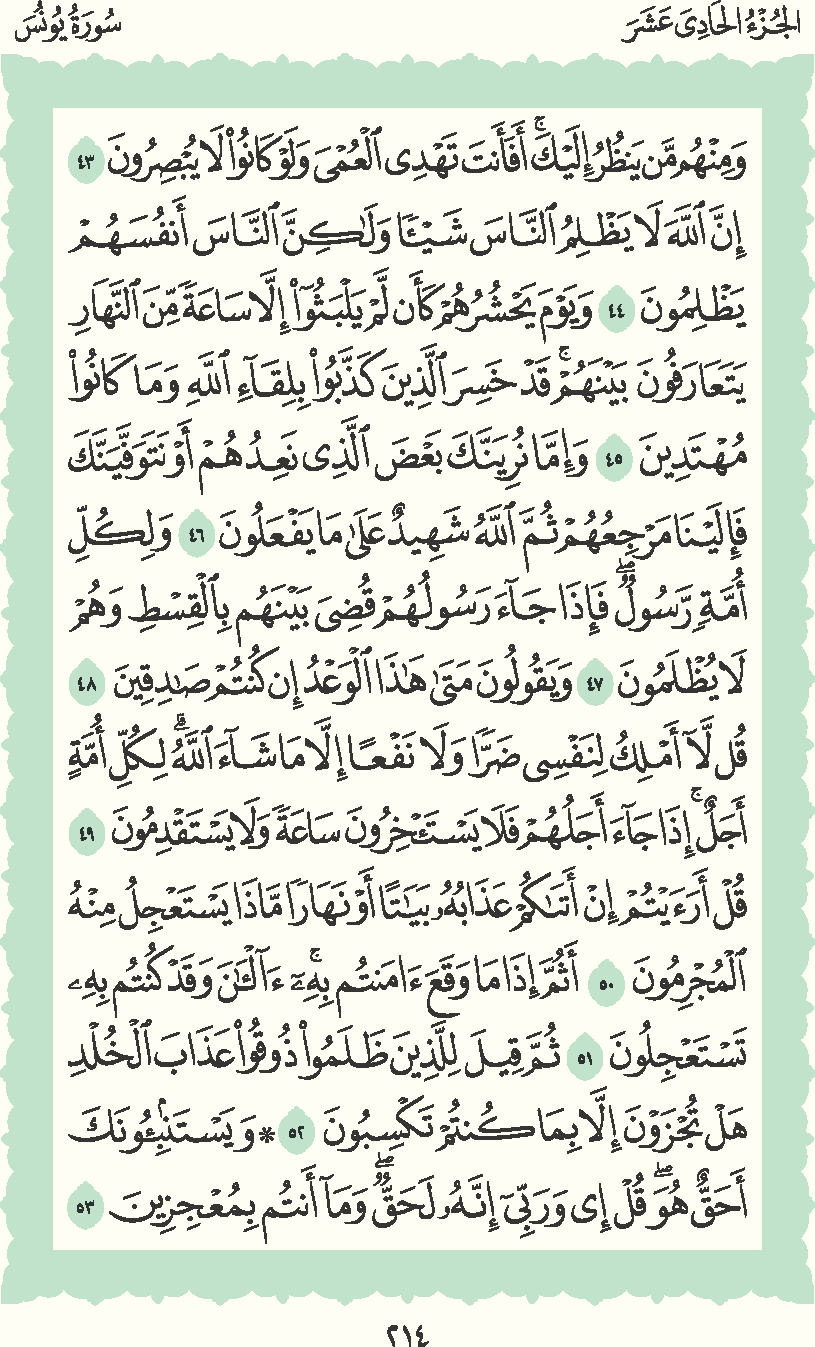 سُورَةُ يُونُسَ الجُزْءُ الحَادِى عَشَرَ
وَمِنْهُم مَّن يَنظُرُ إِلَيْكَۚ أَفَأَنتَ تَهْدِى ٱلْعُمْىَ وَلَوْ كَانُوا۟ لَا يُبْصِرُونَ ٤٣
إِنَّ ٱللَّهَ لَا يَظْلِمُ ٱلنَّاسَ شَيْـًٔا وَلَـٰكِنَّ ٱلنَّاسَ أَنفُسَهُمْ
يَظْلِمُونَ ٤٤ وَيَوْمَ يَحْشُرُهُمْ كَأَن لَّمْ يَلْبَثُوٓا۟ إِلَّا سَاعَةً مِّنَ ٱلنَّهَارِ
يَتَعَارَفُونَ بَيْنَهُمْۚ قَدْ خَسِرَ ٱلَّذِينَ كَذَّبُوا۟ بِلِقَآءِ ٱللَّهِ وَمَا كَانُوا۟
مُهْتَدِينَ ٤٥ وَإِمَّا نُرِيَنَّكَ بَعْضَ ٱلَّذِى نَعِدُهُمْ أَوْ نَتَوَفَّيَنَّكَ
فَإِلَيْنَا مَرْجِعُهُمْ ثُمَّ ٱللَّهُ شَهِيدٌ عَلَىٰ مَا يَفْعَلُونَ ٤٦ وَلِكُلِّ
أُمَّةٍ رَّسُولٌۖ فَإِذَا جَآءَ رَسُولُهُمْ قُضِىَ بَيْنَهُم بِٱلْقِسْطِ وَهُمْ
لَا يُظْلَمُونَ ٤٧ وَيَقُولُونَ مَتَىٰ هَـٰذَا ٱلْوَعْدُ إِن كُنتُمْ صَـٰدِقِينَ ٤٨
قُل لَّآ أَمْلِكُ لِنَفْسِى ضَرًّا وَلَا نَفْعًا إِلَّا مَا شَآءَ ٱللَّهُۗ لِكُلِّ أُمَّةٍ
أَجَلٌۚ إِذَا جَآءَ أَجَلُهُمْ فَلَا يَسْتَـْٔخِرُونَ سَاعَةً وَلَا يَسْتَقْدِمُونَ ٤٩
قُلْ أَرَءَيْتُمْ إِنْ أَتَىٰكُمْ عَذَابُهُۥ بَيَـٰتًا أَوْ نَهَارًا مَّاذَا يَسْتَعْجِلُ مِنْهُ
ٱلْمُجْرِمُونَ ٥٠ أَثُمَّ إِذَا مَا وَقَعَ ءَامَنتُم بِهِۦٓۚ ءَآلْـَٔـٰنَ وَقَدْ كُنتُم بِهِۦ
تَسْتَعْجِلُونَ ٥١ ثُمَّ قِيلَ لِلَّذِينَ ظَلَمُوا۟ ذُوقُوا۟ عَذَابَ ٱلْخُلْدِ
هَلْ تُجْزَوْنَ إِلَّا بِمَا كُنتُمْ تَكْسِبُونَ ٥٢ * وَيَسْتَنۢبِـُٔونَكَ
أَحَقٌّ هُوَۖ قُلْ إِى وَرَبِّىٓ إِنَّهُۥ لَحَقٌّۖ وَمَآ أَنتُم بِمُعْجِزِينَ ٥٣
٢١٤